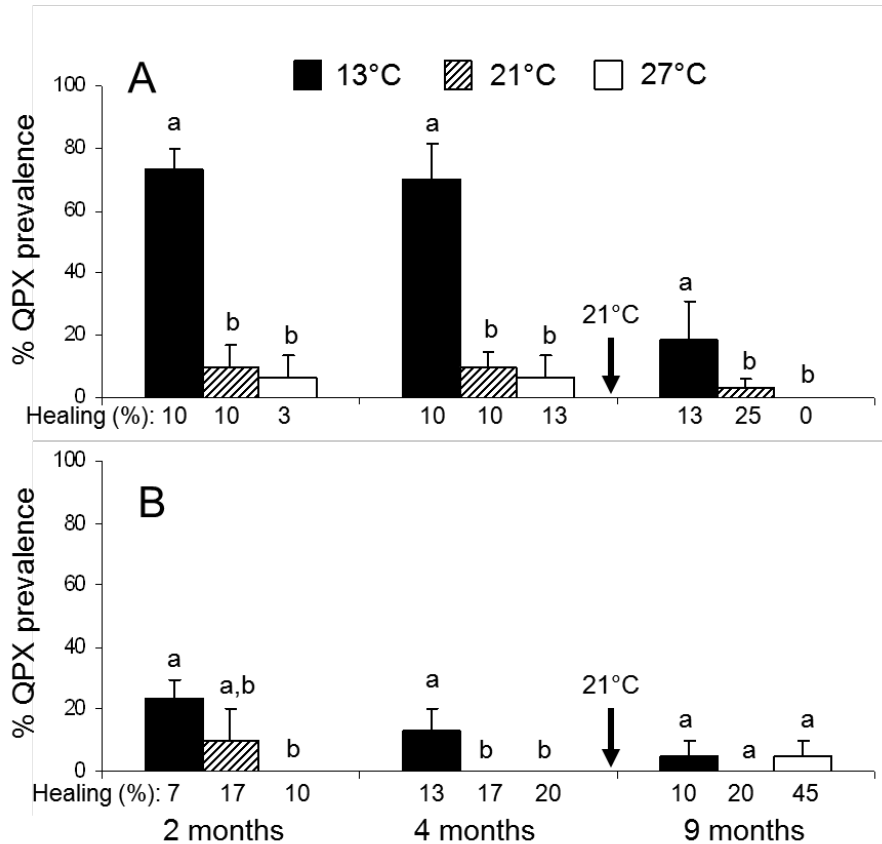 A
13°C 21°C 27°C
% QPX prevalence
100
80
60
40
20
0
a
b
b
a
b
b
21°C
a
b
b
Healing (%): 10 10 3 10 10 13 13 25 0
B
% QPX prevalence
100
80
60
40
20
0
a
a,b
b
a
b
b
21°C
a
a
a
Healing (%): 7 17 10 13 17 20 10 20 45
2 months 4 months 9 months